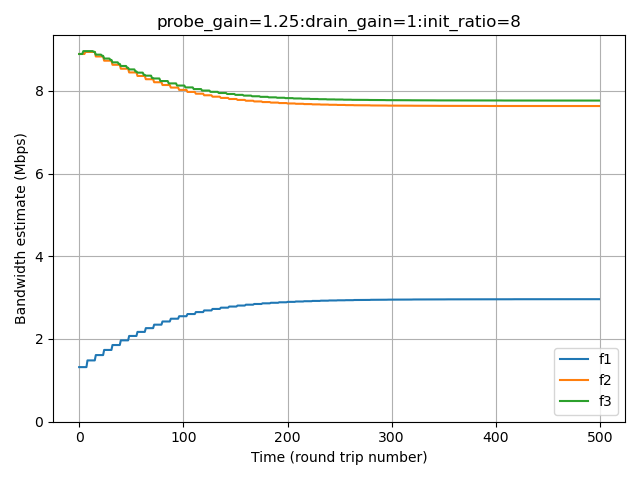 probe_gain=1.25:drain_gain=1:init_ratio=8
Bandwidth estimate (Mbps)
8
6
4
2
0
0 100 200 300 400 500
Time (round trip number)
f1
f2
f3